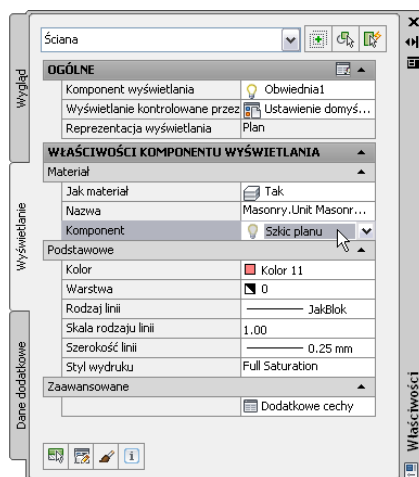 Ściana
OGÓLNE
Komponent wyświetlania Obwiednia1
Wyświetlanie kontrolowane przez Ustawienie domyś...
Reprezentacja wyświetlania Plan
WŁAŚCIWOŚCI KOMPONENTU WYŚWIETLANIA
Materiał
Jak materiał Tak
Nazwa Masonry.Unit Masonr...
Komponent Szkic planu
Podstawowe
Kolor Kolor 11
Warstwa 0
Rodzaj linii JakBlok
Skala rodzaju linii 1.00
Szerokość linii 0.25 mm
Styl wydruku Full Saturation
Zaawansowane
Dodatkowe cechy
Wygląd
Wyświetlanie
Dane dodatkowe
Właściwości